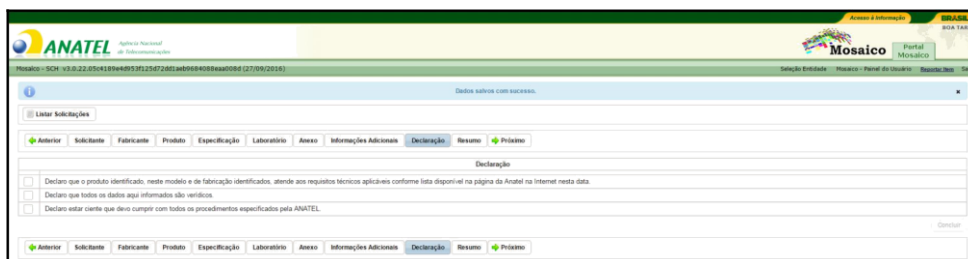 Acesso à Informação BRASIL
BOA TAR
ANATEL Agência Nacional de Telecomunicações
Mosaico Portal Mosaico
Mosaico - SCH v3.0.22.05c4189e4d953f125d72dd1aeb9684088eaa008d (27/09/2016) Seleção Entidade Mosaico - Painel do Usuário Reportar Item Sa
Dados salvos com sucesso.
Listar Solicitações
Anterior Solicitante Fabricante Produto Especificação Laboratório Anexo Informações Adicionais Declaração Resumo Próximo
Declaração
Declaro que o produto identificado, neste modelo e de fabricação identificados, atende aos requisitos técnicos aplicáveis conforme lista disponível na página da Anatel na Internet nesta data.
Declaro que todos os dados aqui informados são verídicos.
Declaro estar ciente que devo cumprir com todos os procedimentos especificados pela ANATEL.
Concluir
Anterior Solicitante Fabricante Produto Especificação Laboratório Anexo Informações Adicionais Declaração Resumo Próximo